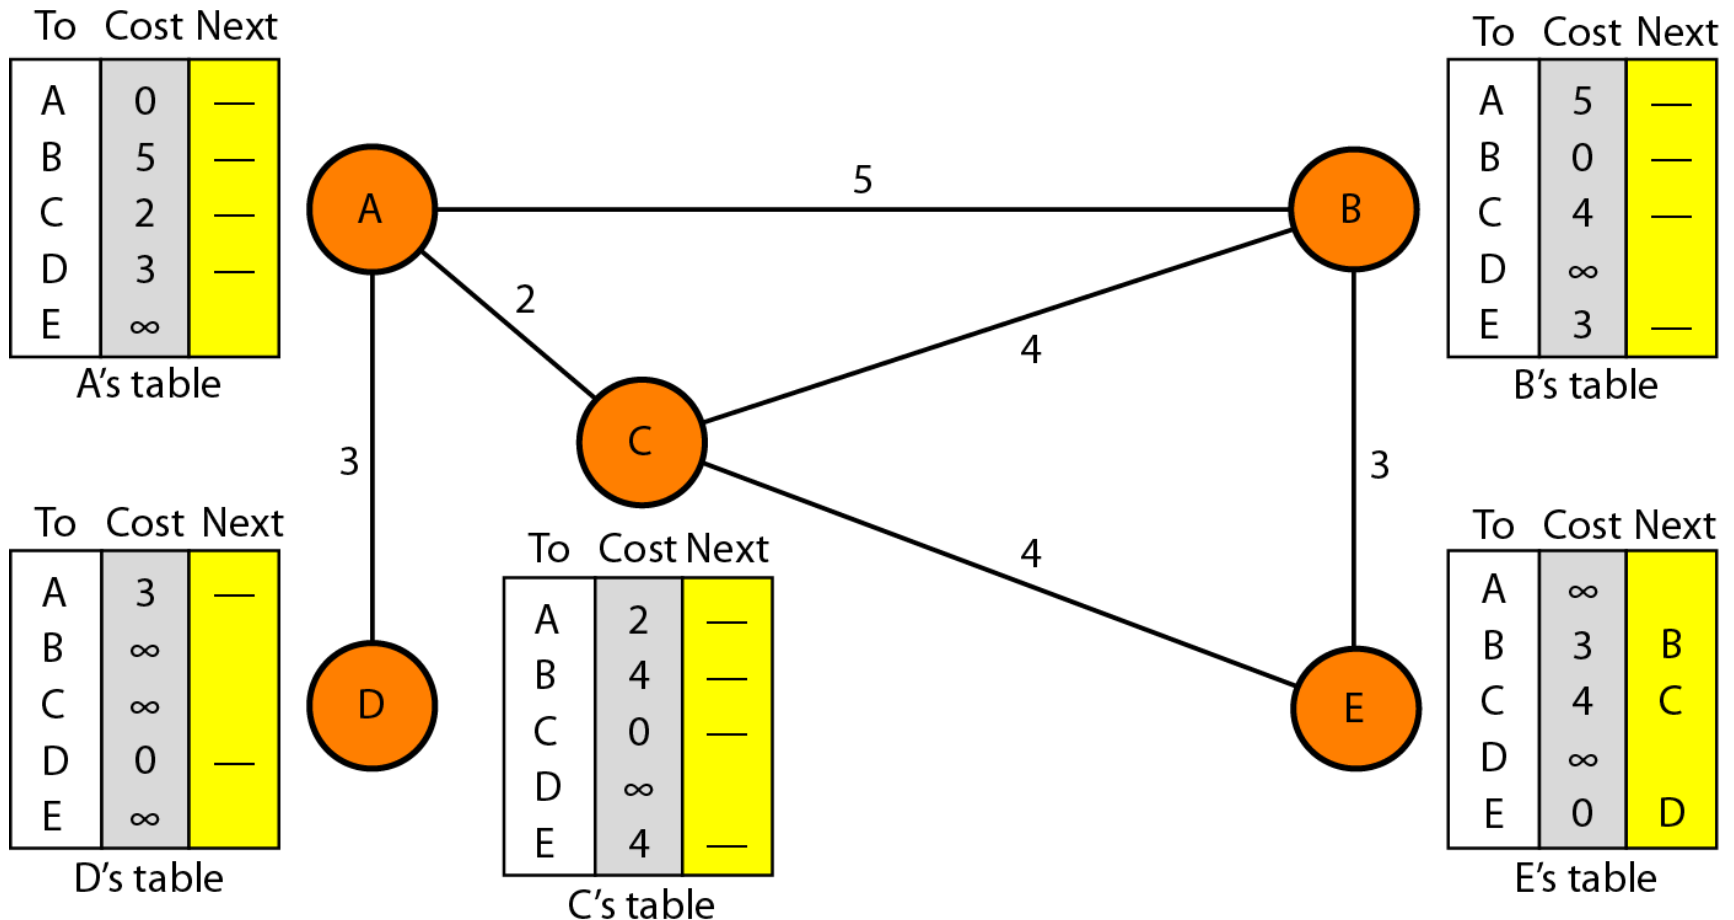 To Cost Next
A 0 —
B 5 —
C 2 —
D 3 —
E ∞
A's table
To Cost Next
A 5 —
B 0 —
C 4 —
D ∞
E 3 —
B's table
A
B
C
D
E
5
2
4
3
3
4
To Cost Next
A 3 —
B ∞
C ∞
D 0 —
E ∞
D's table
To Cost Next
A 2 —
B 4 —
C 0 —
D ∞
E 4 —
C's table
To Cost Next
A ∞
B 3 B
C 4 C
D ∞
E 0 D
E's table